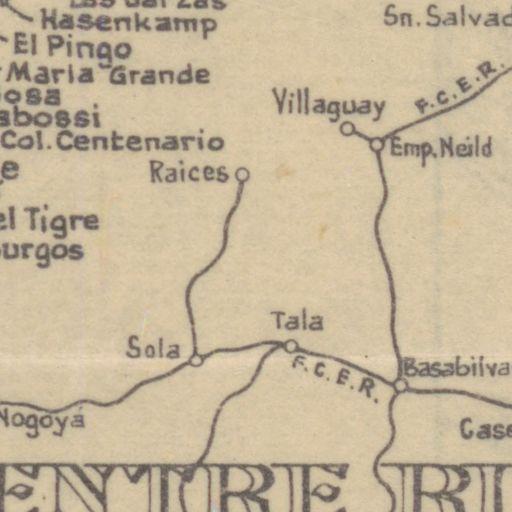 Hasenkamp
Sn. Salvad
El Pingo
Maria Grande
F.C.E.R.
osa
Villaguay
abossi
Col. Centenario
Emp. Neild
Raices
el Tigre
urgos
Tala
Sola
F.C.E.R.
Basabilva
Nogoyá
Case
ENTRE RI